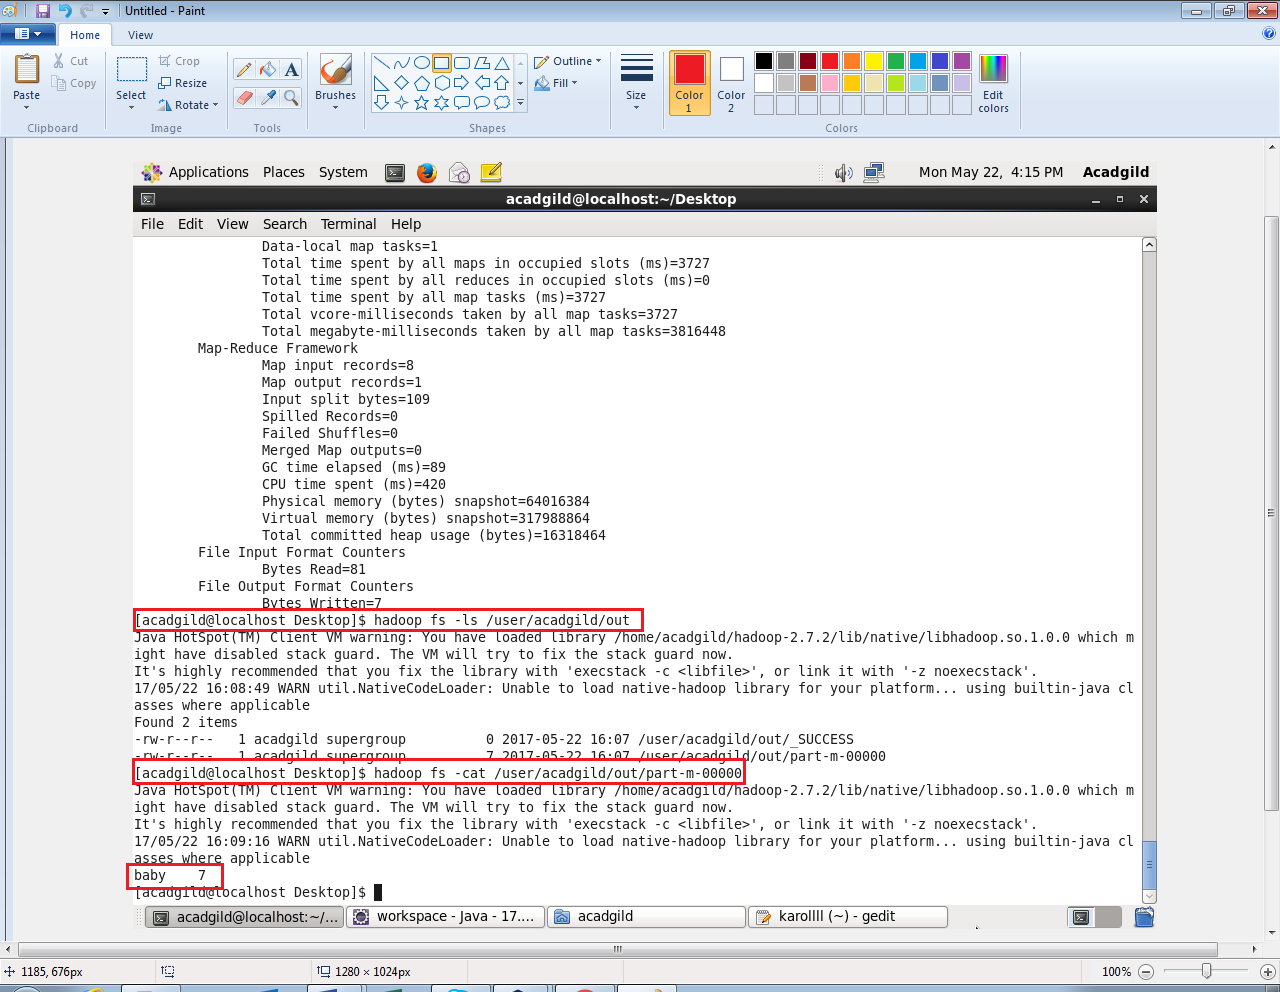 Untitled - Paint
Home
View
Paste
Cut
Copy
Clipboard
Select
Crop
Resize
Rotate
Image
Tools
Brushes
Shapes
Outline
Fill
Size
Color 1
Color 2
Edit colors
Colors
Applications Places System Mon May 22, 4:15 PM Acadgild
acadgild@localhost:~/Desktop
File Edit View Search Terminal Help
Data-local map tasks=1
Total time spent by all maps in occupied slots (ms)=3727
Total time spent by all reduces in occupied slots (ms)=0
Total time spent by all map tasks (ms)=3727
Total vcore-milliseconds taken by all map tasks=3727
Total megabyte-milliseconds taken by all map tasks=3816448
Map-Reduce Framework
Map input records=8
Map output records=1
Input split bytes=109
Spilled Records=0
Failed Shuffles=0
Merged Map outputs=0
GC time elapsed (ms)=89
CPU time spent (ms)=420
Physical memory (bytes) snapshot=64016384
Virtual memory (bytes) snapshot=317988864
Total committed heap usage (bytes)=16318464
File Input Format Counters
Bytes Read=81
File Output Format Counters
Bytes Written=7
[acadgild@localhost Desktop]$ hadoop fs -ls /user/acadgild/out
Java HotSpot(TM) Client VM warning: You have loaded library /home/acadgild/hadoop-2.7.2/lib/native/libhadoop.so.1.0.0 which m
ight have disabled stack guard. The VM will try to fix the stack guard now.
It's highly recommended that you fix the library with 'execstack -c <libfile>', or link it with '-z noexecstack'.
17/05/22 16:08:49 WARN util.NativeCodeLoader: Unable to load native-hadoop library for your platform... using builtin-java cl
asses where applicable
Found 2 items
-rw-r--r-- 1 acadgild supergroup 0 2017-05-22 16:07 /user/acadgild/out/_SUCCESS
-rw-r--r-- 1 acadgild supergroup 7 2017-05-22 16:07 /user/acadgild/out/part-m-00000
[acadgild@localhost Desktop]$ hadoop fs -cat /user/acadgild/out/part-m-00000
Java HotSpot(TM) Client VM warning: You have loaded library /home/acadgild/hadoop-2.7.2/lib/native/libhadoop.so.1.0.0 which m
ight have disabled stack guard. The VM will try to fix the stack guard now.
It's highly recommended that you fix the library with 'execstack -c <libfile>', or link it with '-z noexecstack'.
17/05/22 16:09:16 WARN util.NativeCodeLoader: Unable to load native-hadoop library for your platform... using builtin-java cl
asses where applicable
baby 7
[acadgild@localhost Desktop]$
acadgild@localhost:~/... workspace - Java - 17.... acadgild karollll (~) - gedit
1185, 676px 1280 × 1024px 100%